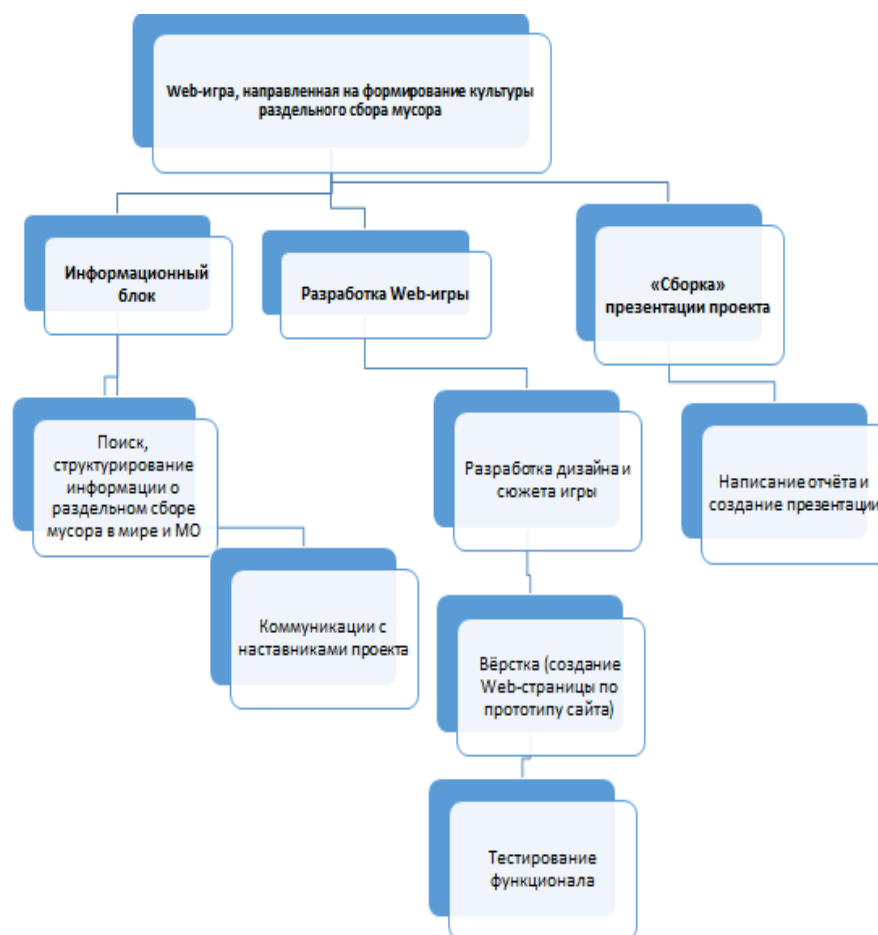 Web-игра, направленная на формирование культуры
раздельного сбора мусора
Информационный
блок
Разработка Web-игры
«Сборка»
презентации проекта
Поиск,
структурирование
информации о
раздельном сборе
мусора в мире и МО
Коммуникации с
наставниками проекта
Разработка дизайна и
сюжета игры
Вёрстка (создание
Web-страницы по
прототипу сайта)
Тестирование
функционала
Написание отчёта и
создание презентации